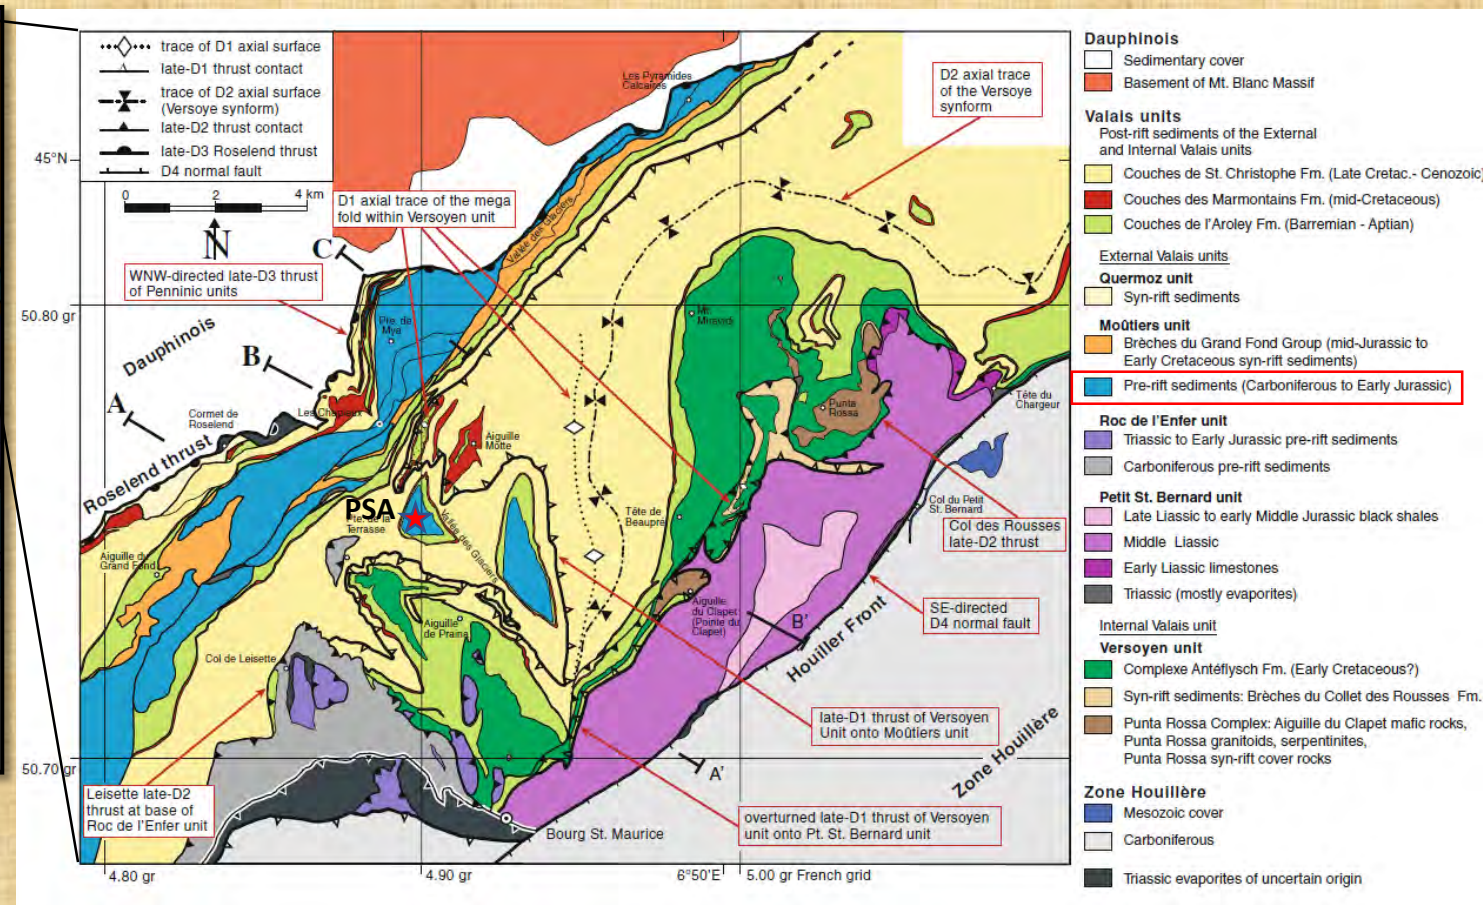 trace of D1 axial surface
late-D1 thrust contact
trace of D2 axial surface
(Versoye synform)
late-D2 thrust contact
late-D3 Roselend thrust
D4 normal fault
45°N
0 2 4 km
N
D1 axial trace of the mega
fold within Versoyen unit
Les Pyramides
Calcaires
D2 axial trace
of the Versoye
synform
Vallée des Glaciers
C
WNW-directed late-D3 thrust
of Penninic units
50.80 gr
Dauphinois
Pte. de
Mya
Mt.
Miravidi
B
A
Cormet de
Roselend
Les Chapieux
Roselend thrust
Aiguille
Motte
Punta
Rossa
Tête du
Chargeur
PSA
Pte. de la
Terrasse
Vallée des Glaciers
Tête de
Beaupré
Col du Petit
St. Bernard
Col des Rousses
late-D2 thrust
Aiguille du
Grand Fond
Aiguille
de Praina
Aiguille
du Clapet
(Pointe du
Clapet)
B'
SE-directed
D4 normal fault
Houiller Front
Col de Leisette
late-D1 thrust of Versoyen
Unit onto Moûtiers unit
Zone Houillère
50.70 gr
A'
Leisette late-D2
thrust at base of
Roc de l'Enfer unit
Bourg St. Maurice
overturned late-D1 thrust of Versoyen
unit onto Pt. St. Bernard unit
4.80 gr 4.90 gr 6°50'E 5.00 gr French grid
Dauphinois
Sedimentary cover
Basement of Mt. Blanc Massif
Valais units
Post-rift sediments of the External
and Internal Valais units
Couches de St. Christophe Fm. (Late Cretac.- Cenozoic)
Couches des Marmontains Fm. (mid-Cretaceous)
Couches de l'Aroley Fm. (Barremian - Aptian)
External Valais units
Quermoz unit
Syn-rift sediments
Moûtiers unit
Brèches du Grand Fond Group (mid-Jurassic to
Early Cretaceous syn-rift sediments)
Pre-rift sediments (Carboniferous to Early Jurassic)
Roc de l'Enfer unit
Triassic to Early Jurassic pre-rift sediments
Carboniferous pre-rift sediments
Petit St. Bernard unit
Late Liassic to early Middle Jurassic black shales
Middle Liassic
Early Liassic limestones
Triassic (mostly evaporites)
Internal Valais unit
Versoyen unit
Complexe Antéflysch Fm. (Early Cretaceous?)
Syn-rift sediments: Brèches du Collet des Rousses Fm.
Punta Rossa Complex: Aiguille du Clapet mafic rocks,
Punta Rossa granitoids, serpentinites,
Punta Rossa syn-rift cover rocks
Zone Houillère
Mesozoic cover
Carboniferous
Triassic evaporites of uncertain origin